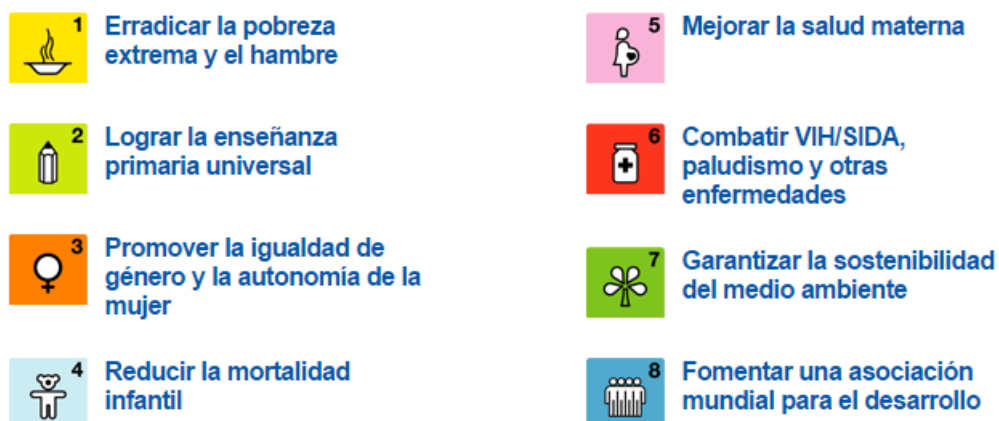 1
Erradicar la pobreza
extrema y el hambre
2
Lograr la enseñanza
primaria universal
3
Promover la igualdad de
género y la autonomía de la
mujer
4
Reducir la mortalidad
infantil
5
Mejorar la salud materna
6
Combatir VIH/SIDA,
paludismo y otras
enfermedades
7
Garantizar la sostenibilidad
del medio ambiente
8
Fomentar una asociación
mundial para el desarrollo